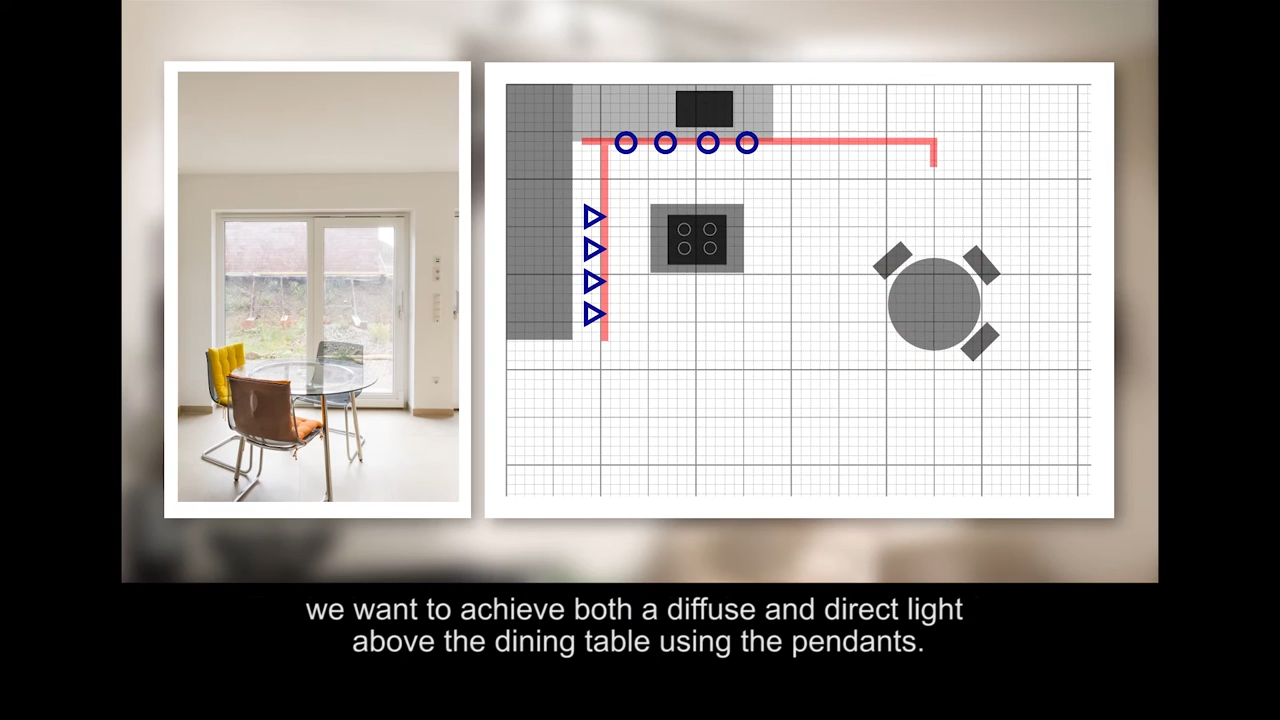 we want to achieve both a diffuse and direct light
above the dining table using the pendants.